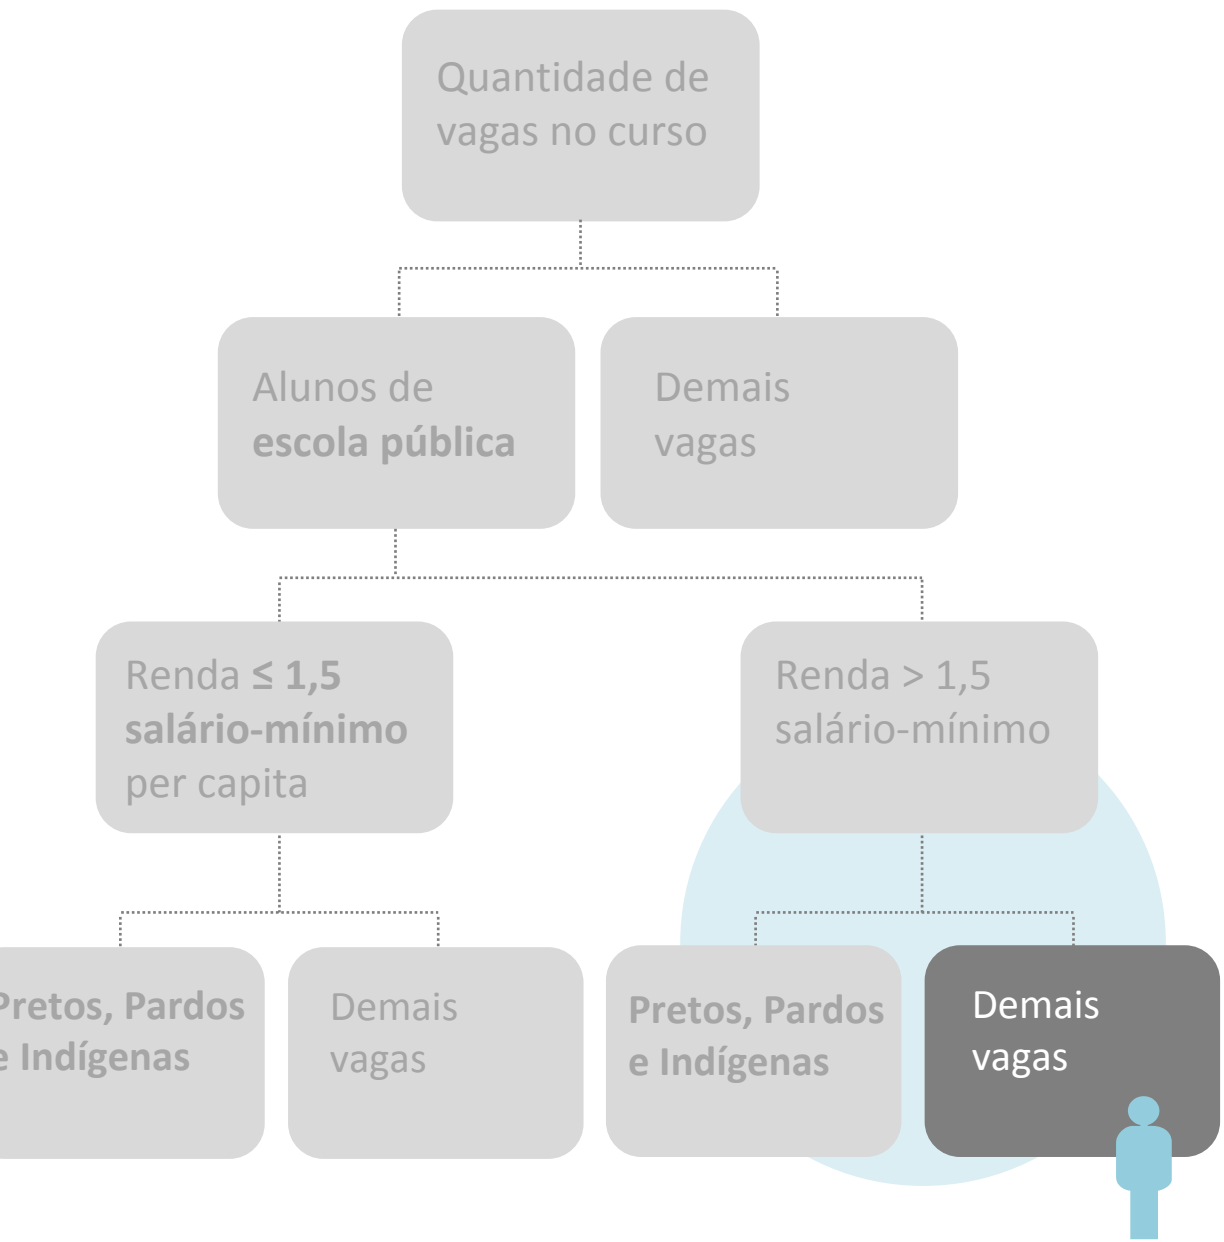 Quantidade de
vagas no curso
Alunos de
escola pública
Demais
vagas
Renda ≤ 1,5
salário-mínimo
per capita
Renda > 1,5
salário-mínimo
Pretos, Pardos
e Indígenas
Demais
vagas
Pretos, Pardos
e Indígenas
Demais
vagas